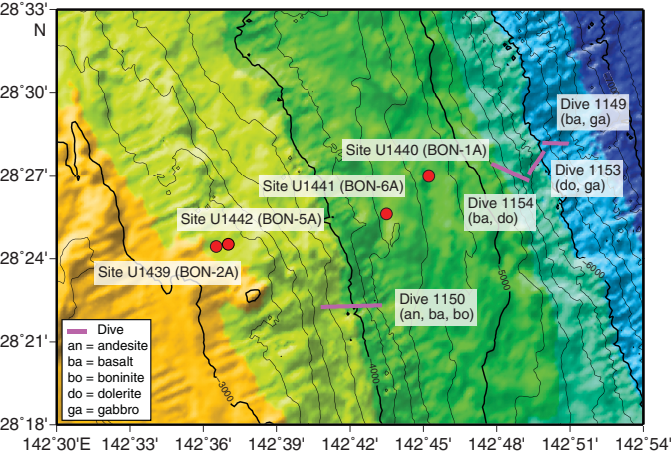 28°33'
N
28°30'
28°27'
28°24'
28°21'
28°18'
Dive 1149
(ba, ga)
Site U1440 (BON-1A)
Dive 1153
(do, ga)
Site U1441 (BON-6A)
Dive 1154
(ba, do)
Site U1442 (BON-5A)
Site U1439 (BON-2A)
Dive 1150
(an, ba, bo)
5000
6000
4000
3000
Dive
an = andesite
ba = basalt
bo = boninite
do = dolerite
ga = gabbro
142°30'E 142°33' 142°36' 142°39' 142°42' 142°45' 142°48' 142°51' 142°54'